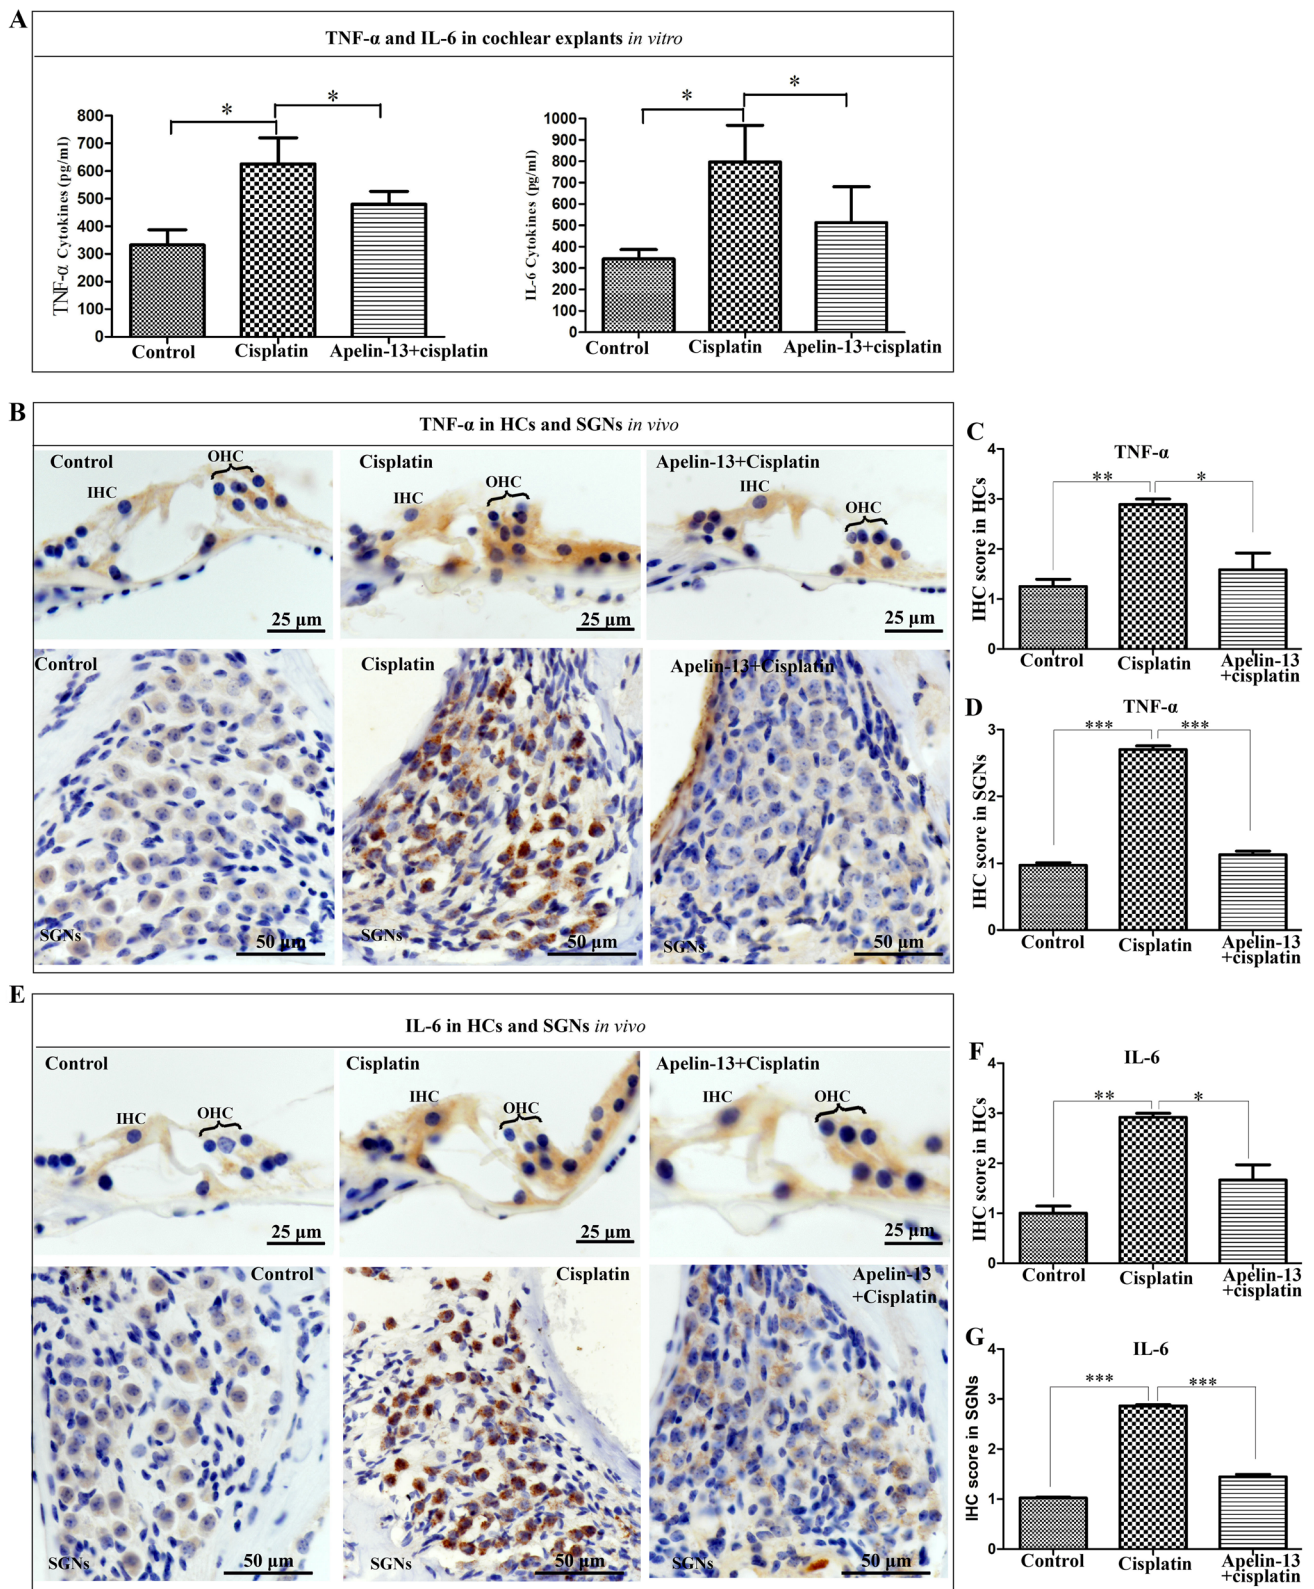 A
TNF-α and IL-6 in cochlear explants in vitro
* *
800
700
600
500
400
300
200
100
0
TNF-α Cytokines (pg/ml)
Control Cisplatin Apelin-13+cisplatin
* *
1000
900
800
700
600
500
400
300
200
100
0
IL-6 Cytokines (pg/ml)
Control Cisplatin Apelin-13+cisplatin
B
TNF-α in HCs and SGNs in vivo
Control
IHC
OHC
25 μm
Cisplatin
IHC
OHC
25 μm
Apelin-13+Cisplatin
IHC
OHC
25 μm
Control
SGNs
50 μm
Cisplatin
SGNs
50 μm
Apelin-13+Cisplatin
SGNs
50 μm
C
TNF-α
** *
4
3
2
1
0
IHC score in HCs
Control Cisplatin Apelin-13
+cisplatin
D
TNF-α
*** ***
3
2
1
0
IHC score in SGNs
Control Cisplatin Apelin-13
+cisplatin
E
IL-6 in HCs and SGNs in vivo
Control
IHC
OHC
25 μm
Cisplatin
IHC
OHC
25 μm
Apelin-13+Cisplatin
IHC
OHC
25 μm
Control
SGNs
50 μm
Cisplatin
SGNs
50 μm
Apelin-13
+Cisplatin
SGNs
50 μm
F
IL-6
** *
4
3
2
1
0
IHC score in HCs
Control Cisplatin Apelin-13
+cisplatin
G
IL-6
*** ***
4
3
2
1
0
IHC score in SGNs
Control Cisplatin Apelin-13
+cisplatin